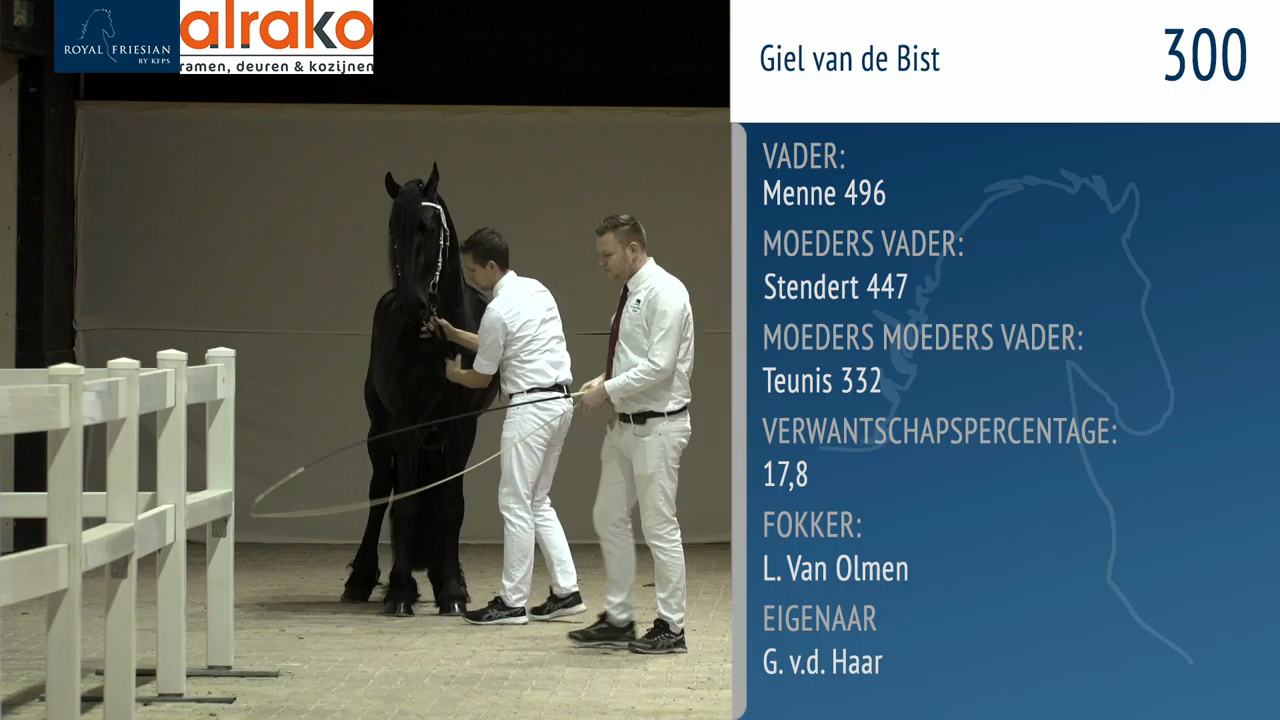 ROYAL FRIESIAN
BY KFPS
alrako
ramen, deuren & kozijnen
Giel van de Bist
300
VADER:
Menne 496
MOEDERS VADER:
Stendert 447
MOEDERS MOEDERS VADER:
Teunis 332
VERWANTSCHAPSPERCENTAGE:
17,8
FOKKER:
L. Van Olmen
EIGENAAR
G. v.d. Haar